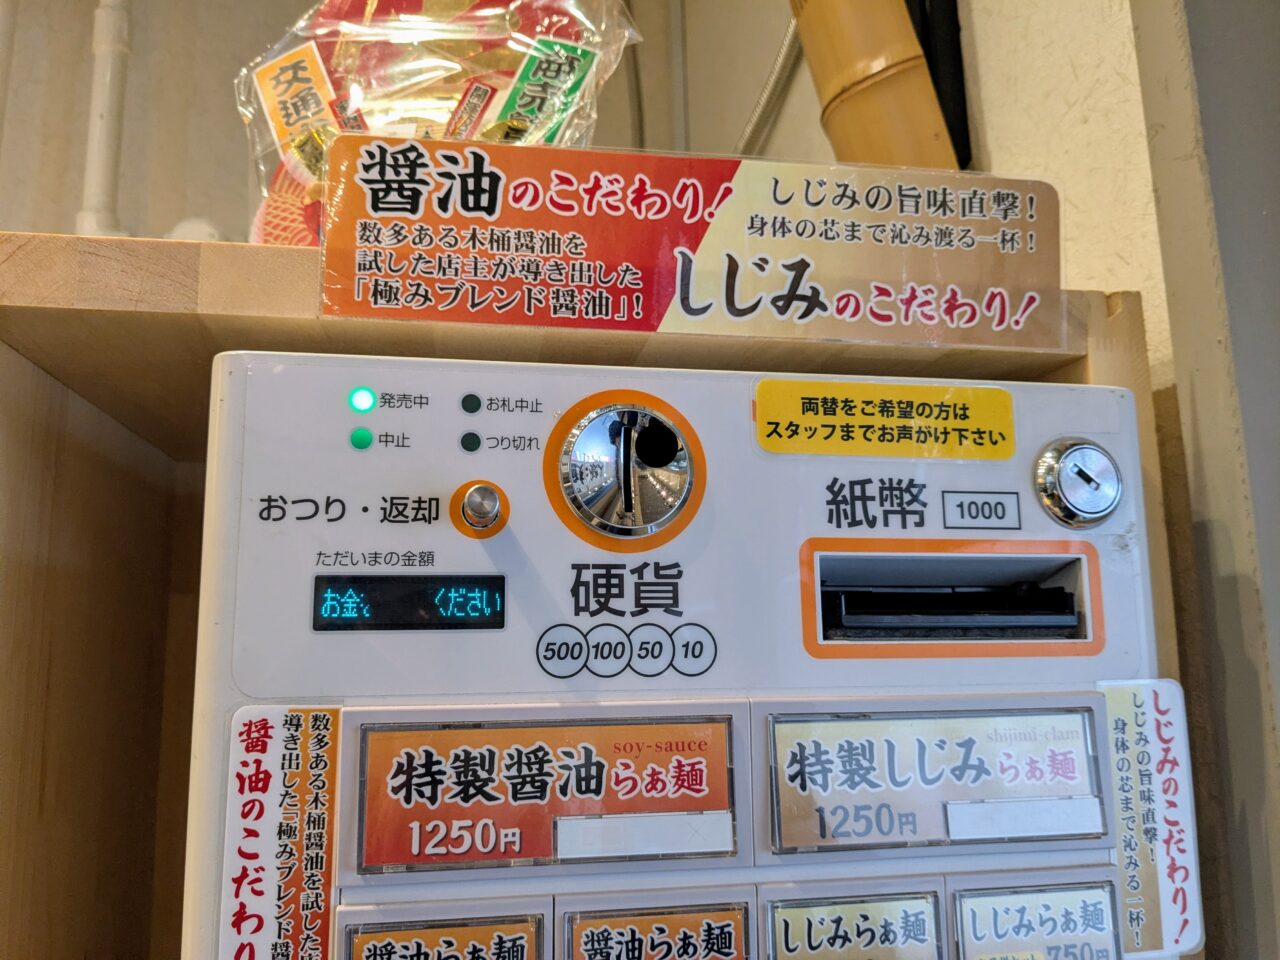 交通
醤油のこだわり!
数多ある木桶醤油を
試した店主が導き出した
「極みブレンド醤油」!
しじみの旨味直撃!
身体の芯まで沁み渡る一杯!
しじみのこだわり!
発売中
お札中止
中止
つり切れ
両替をご希望の方は
スタッフまでお声がけ下さい
おつり・返却
紙幣 1000
ただいまの金額
お金 ください
硬貨
500 100 50 10
醤油のこだわり
数多ある木桶醤油を試した店
導き出した「極みブレンド醤
特製醤油らぁ麺
soy-sauce
1250円
特製しじみらぁ麺
shijimi-clam
1250円
しじみのこだわり!
しじみの旨味直撃!
身体の芯まで沁みる一杯!
醤油らぁ麺
醤油らぁ麺
しじみらぁ麺
しじみらぁ麺
750円